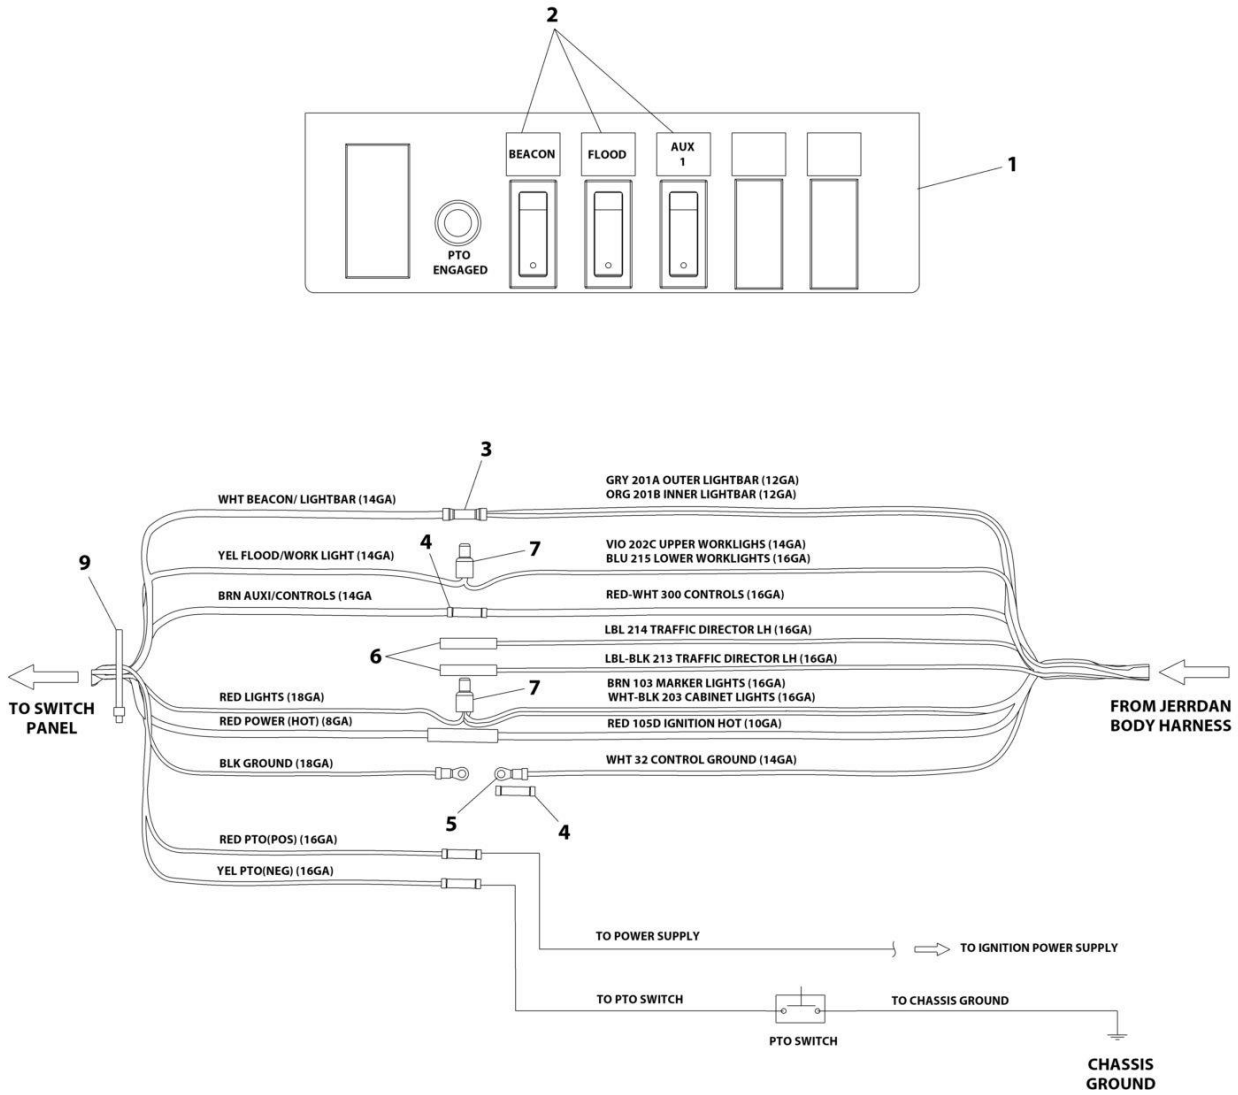 2
BEACON
FLOOD
AUX
1
1
PTO
ENGAGED
3
GRY 201A OUTER LIGHTBAR (12GA)
ORG 201B INNER LIGHTBAR (12GA)
WHT BEACON/ LIGHTBAR (14GA)
4
7
VIO 202C UPPER WORKLIGHS (14GA)
BLU 215 LOWER WORKLIGHTS (16GA)
YEL FLOOD/WORK LIGHT (14GA)
9
BRN AUXI/CONTROLS (14GA
RED-WHT 300 CONTROLS (16GA)
LBL 214 TRAFFIC DIRECTOR LH (16GA)
6
LBL-BLK 213 TRAFFIC DIRECTOR LH (16GA)
7
BRN 103 MARKER LIGHTS (16GA)
WHT-BLK 203 CABINET LIGHTS (16GA)
RED LIGHTS (18GA)
TO SWITCH
PANEL
FROM JERRDAN
BODY HARNESS
RED POWER (HOT) (8GA)
RED 105D IGNITION HOT (10GA)
BLK GROUND (18GA)
WHT 32 CONTROL GROUND (14GA)
5
4
RED PTO(POS) (16GA)
YEL PTO(NEG) (16GA)
TO POWER SUPPLY
TO IGNITION POWER SUPPLY
TO PTO SWITCH
TO CHASSIS GROUND
PTO SWITCH
CHASSIS
GROUND